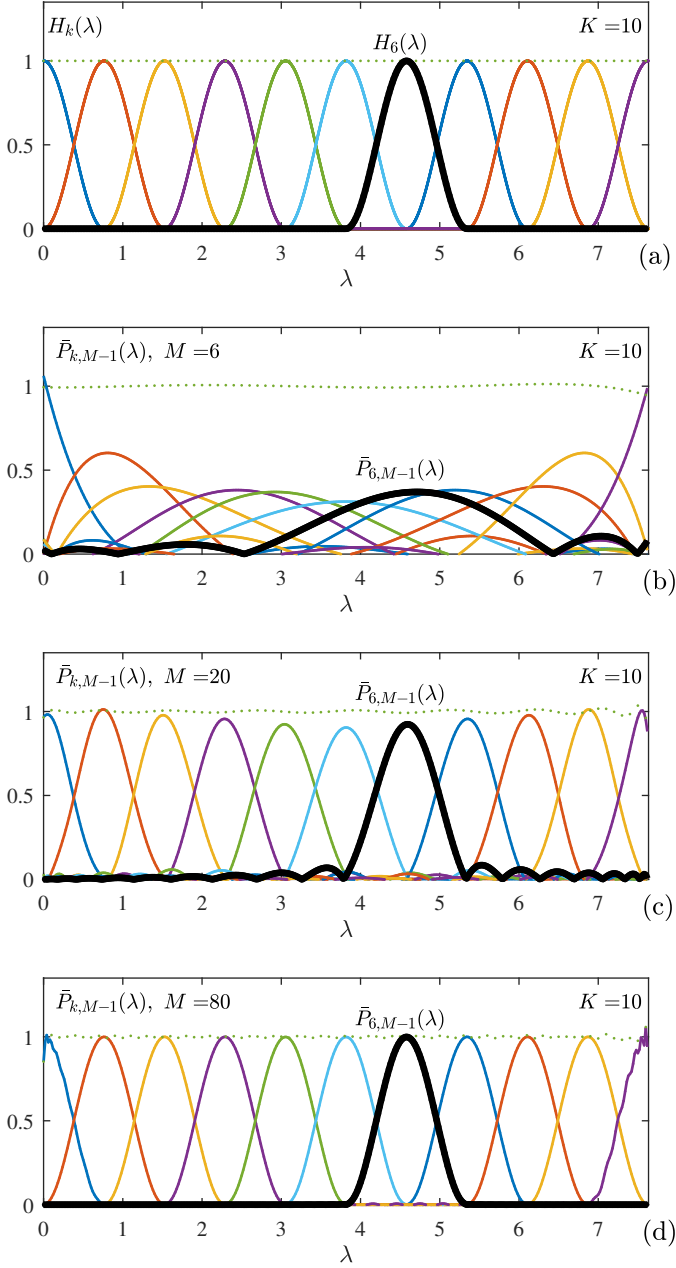 H_k(λ) K =10
H_6(λ)
1
0.5
0
0 1 2 3 4 5 6 7
λ
(a)
P̄_{k,M−1}(λ), M =6 K =10
1
P̄_{6,M−1}(λ)
0.5
0
0 1 2 3 4 5 6 7
λ
(b)
P̄_{k,M−1}(λ), M =20 P̄_{6,M−1}(λ) K =10
1
0.5
0
0 1 2 3 4 5 6 7
λ
(c)
P̄_{k,M−1}(λ), M =80 K =10
P̄_{6,M−1}(λ)
1
0.5
0
0 1 2 3 4 5 6 7
λ
(d)